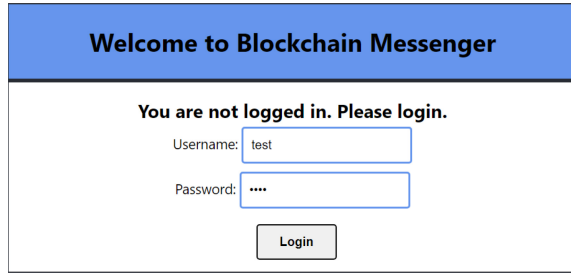 Welcome to Blockchain Messenger
You are not logged in. Please login.
Username: test
Password: ••••
Login